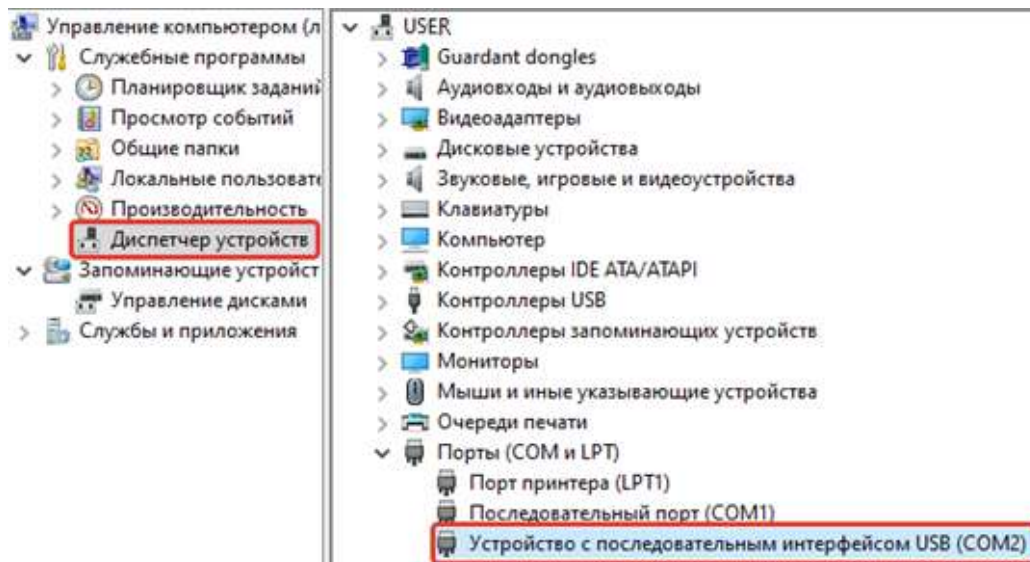 Управление компьютером (л
Служебные программы
Планировщик заданий
Просмотр событий
Общие папки
Локальные пользовате
Производительность
Диспетчер устройств
Запоминающие устройст
Управление дисками
Службы и приложения
USER
Guardant dongles
Аудиовходы и аудиовыходы
Видеоадаптеры
Дисковые устройства
Звуковые, игровые и видеоустройства
Клавиатуры
Компьютер
Контроллеры IDE ATA/ATAPI
Контроллеры USB
Контроллеры запоминающих устройств
Мониторы
Мыши и иные указывающие устройства
Очереди печати
Порты (COM и LPT)
Порт принтера (LPT1)
Последовательный порт (COM1)
Устройство с последовательным интерфейсом USB (COM2)